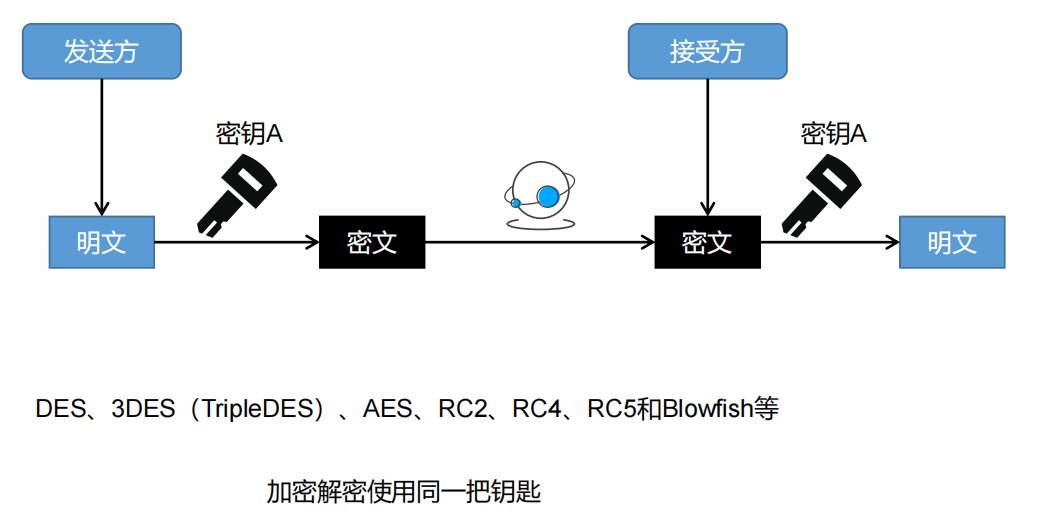 发送方
接受方
密钥A
密钥A
明文
密文
密文
明文
DES、3DES（TripleDES）、AES、RC2、RC4、RC5和Blowfish等
加密解密使用同一把钥匙